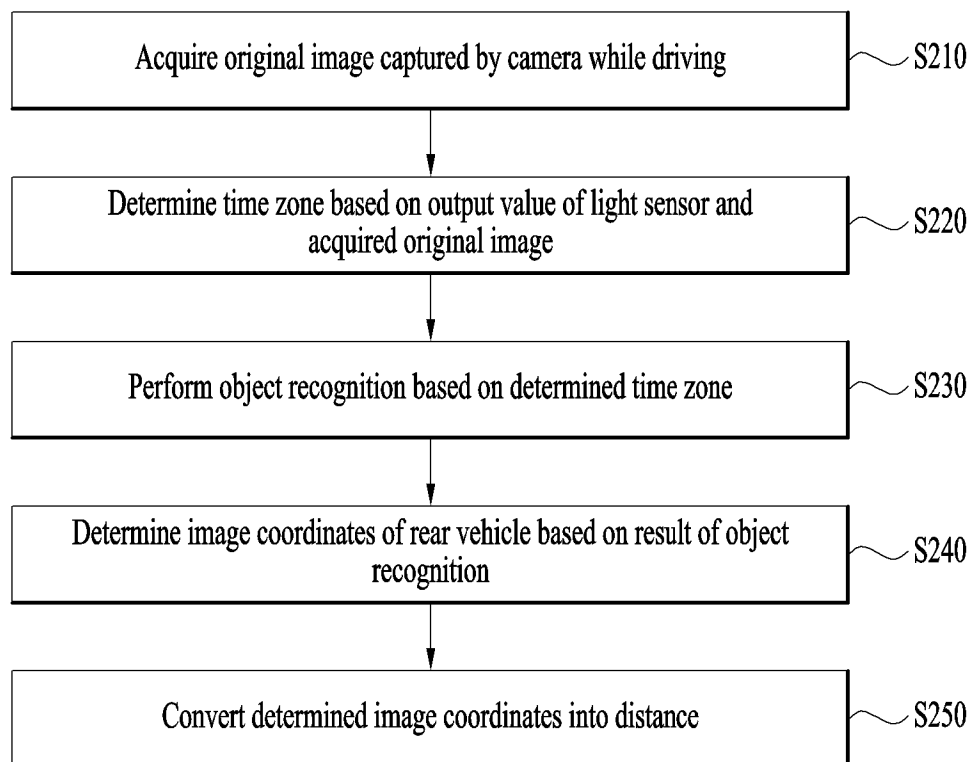 Acquire original image captured by camera while driving
S210
Determine time zone based on output value of light sensor and
acquired original image
S220
Perform object recognition based on determined time zone
S230
Determine image coordinates of rear vehicle based on result of object
recognition
S240
Convert determined image coordinates into distance
S250